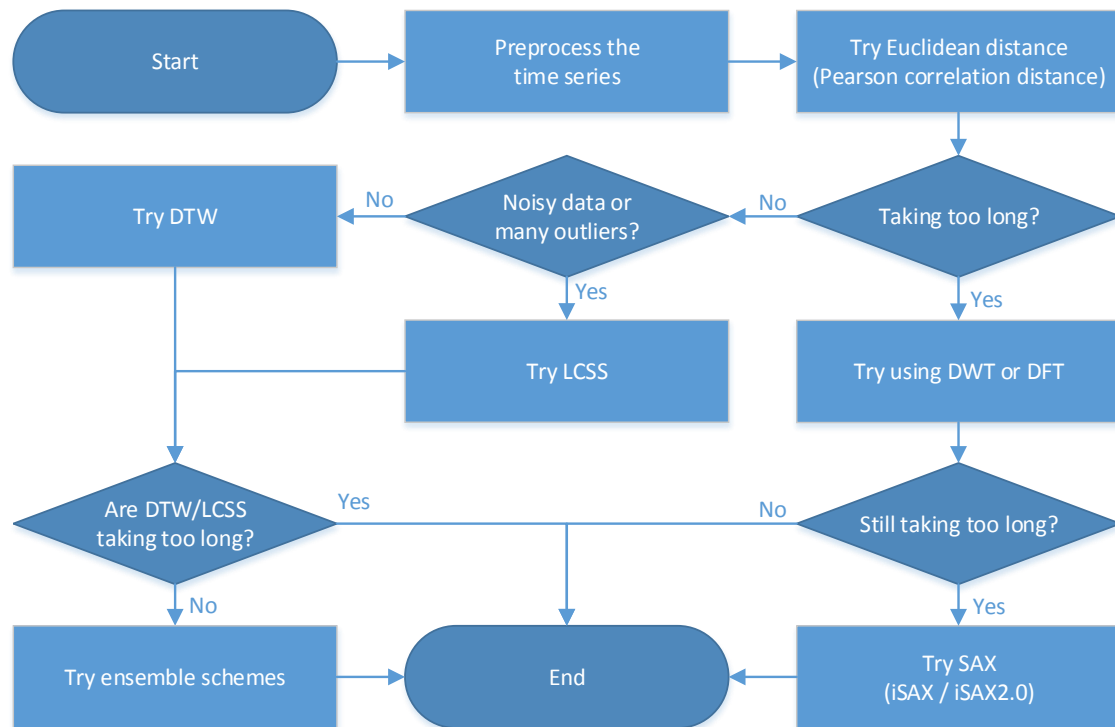 Start
Preprocess the
time series
Try Euclidean distance
(Pearson correlation distance)
Try DTW
No
Noisy data or
many outliers?
No
Taking too long?
Yes
Yes
Try LCSS
Try using DWT or DFT
Are DTW/LCSS
taking too long?
Yes
No
Still taking too long?
No
Yes
Try ensemble schemes
End
Try SAX
(iSAX / iSAX2.0)